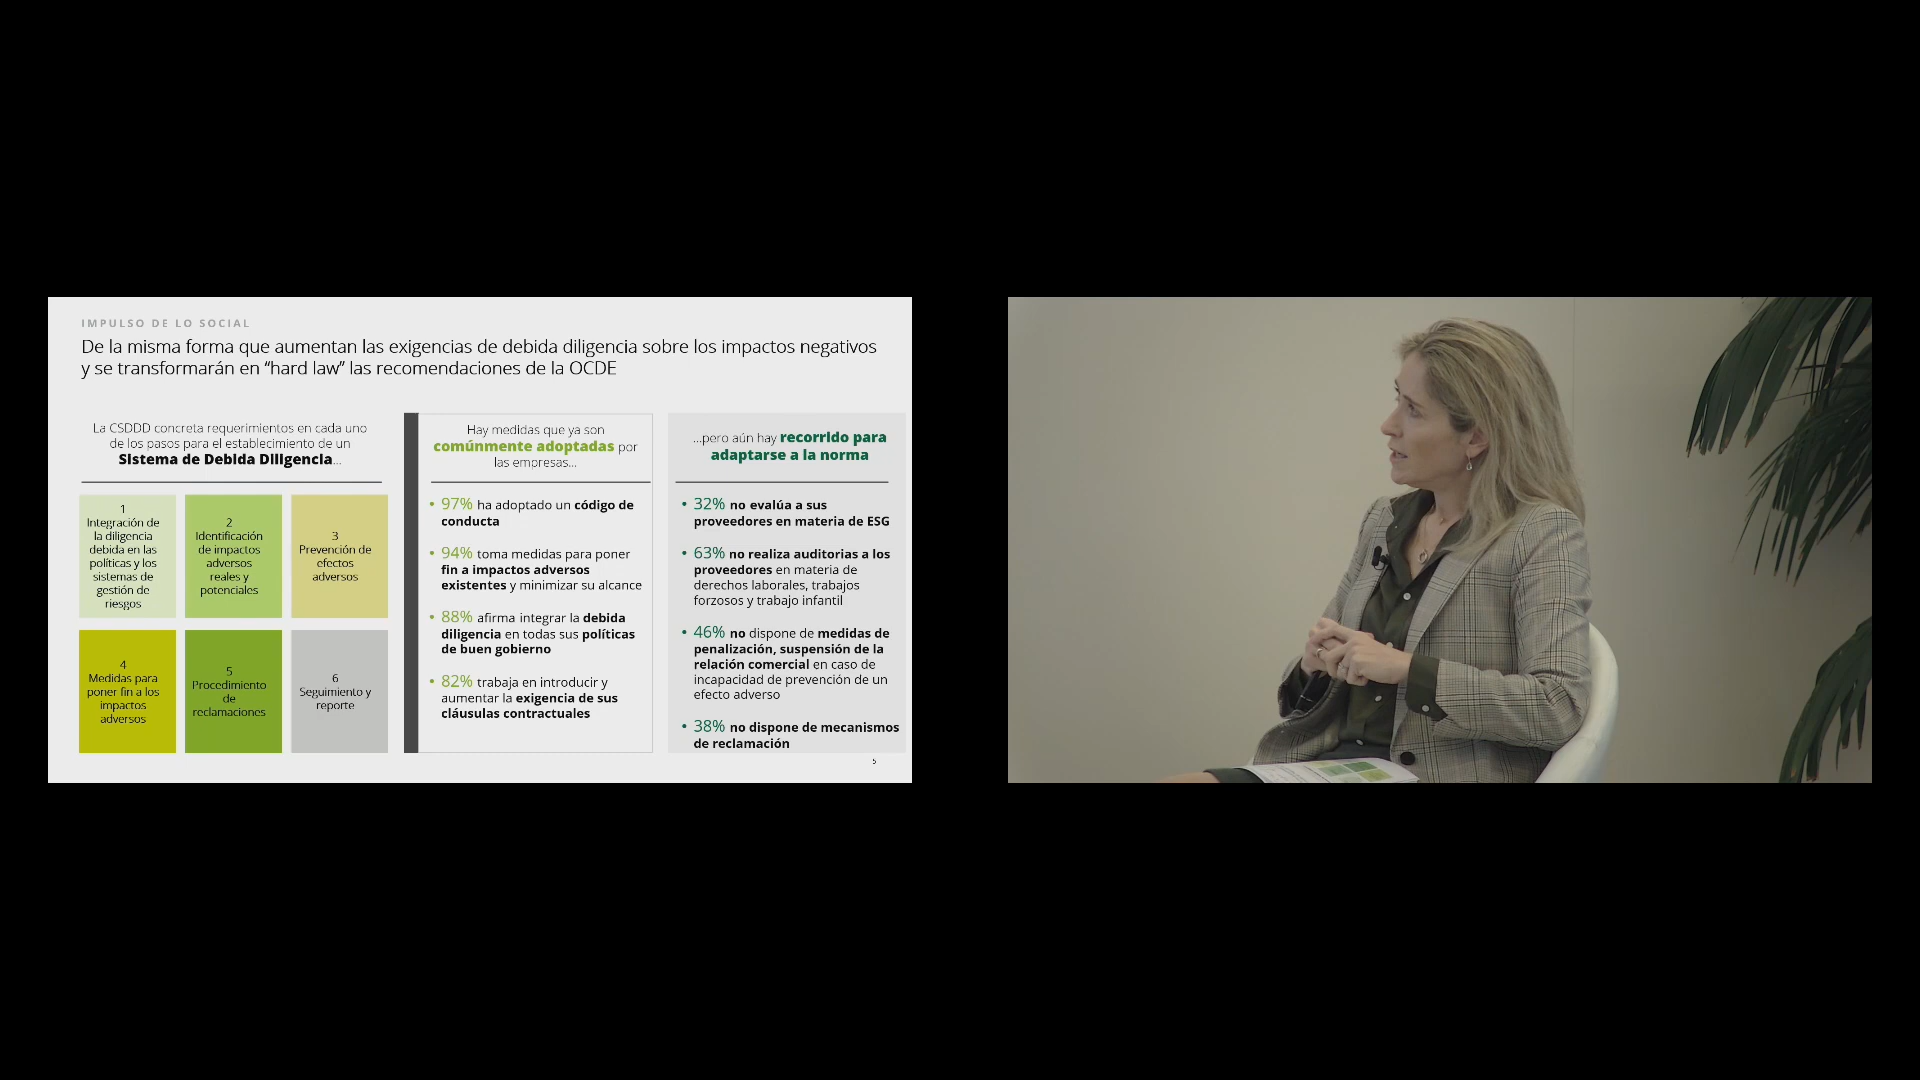 IMPULSO DE LO SOCIAL
De la misma forma que aumentan las exigencias de debida diligencia sobre los impactos negativos
y se transformarán en “hard law” las recomendaciones de la OCDE
La CSDDD concreta requerimientos en cada uno
de los pasos para el establecimiento de un
Sistema de Debida Diligencia...
1
Integración de
la diligencia
debida en las
políticas y los
sistemas de
gestión de
riesgos
2
Identificación
de impactos
adversos
reales y
potenciales
3
Prevención de
efectos
adversos
4
Medidas para
poner fin a los
impactos
adversos
5
Procedimiento
de
reclamaciones
6
Seguimiento y
reporte
Hay medidas que ya son
comúnmente adoptadas por
las empresas...
• 97% ha adoptado un código de
conducta
• 94% toma medidas para poner
fin a impactos adversos
existentes y minimizar su alcance
• 88% afirma integrar la debida
diligencia en todas sus políticas
de buen gobierno
• 82% trabaja en introducir y
aumentar la exigencia de sus
cláusulas contractuales
...pero aún hay recorrido para
adaptarse a la norma
• 32% no evalúa a sus
proveedores en materia de ESG
• 63% no realiza auditorias a los
proveedores en materia de
derechos laborales, trabajos
forzosos y trabajo infantil
• 46% no dispone de medidas de
penalización, suspensión de la
relación comercial en caso de
incapacidad de prevención de un
efecto adverso
• 38% no dispone de mecanismos
de reclamación
5